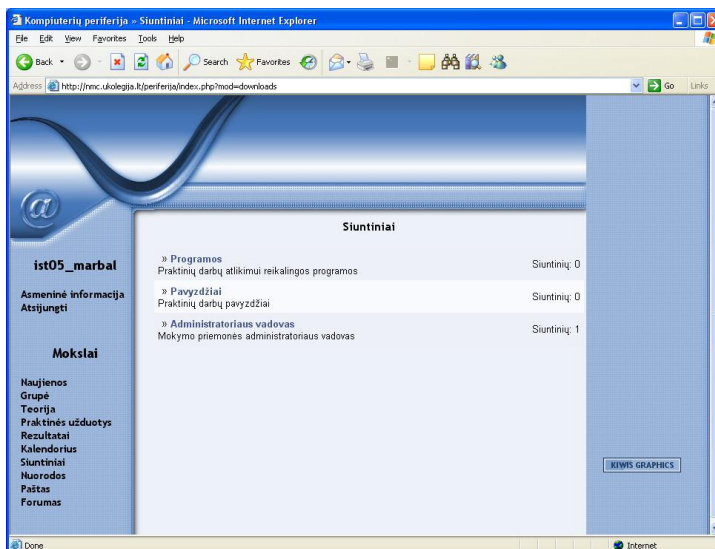 Kompiuterių periferija » Siuntiniai - Microsoft Internet Explorer
File Edit View Favorites Tools Help
Back Search Favorites
Address http://nmc.ukolegija.lt/periferija/index.php?mod=downloads Go Links
@
Siuntiniai
ist05_marbal
Asmeninė informacija
Atsijungti
» Programos
Praktinių darbų atlikimui reikalingos programos
Siuntinių: 0
» Pavyzdžiai
Praktinių darbų pavyzdžiai
Siuntinių: 0
» Administratoriaus vadovas
Mokymo priemonės administratoriaus vadovas
Siuntinių: 1
Mokslai
Naujienos
Grupė
Teorija
Praktinės užduotys
Rezultatai
Kalendorius
Siuntiniai
Nuorodos
Paštas
Forumas
KIWIS GRAPHICS
Done Internet